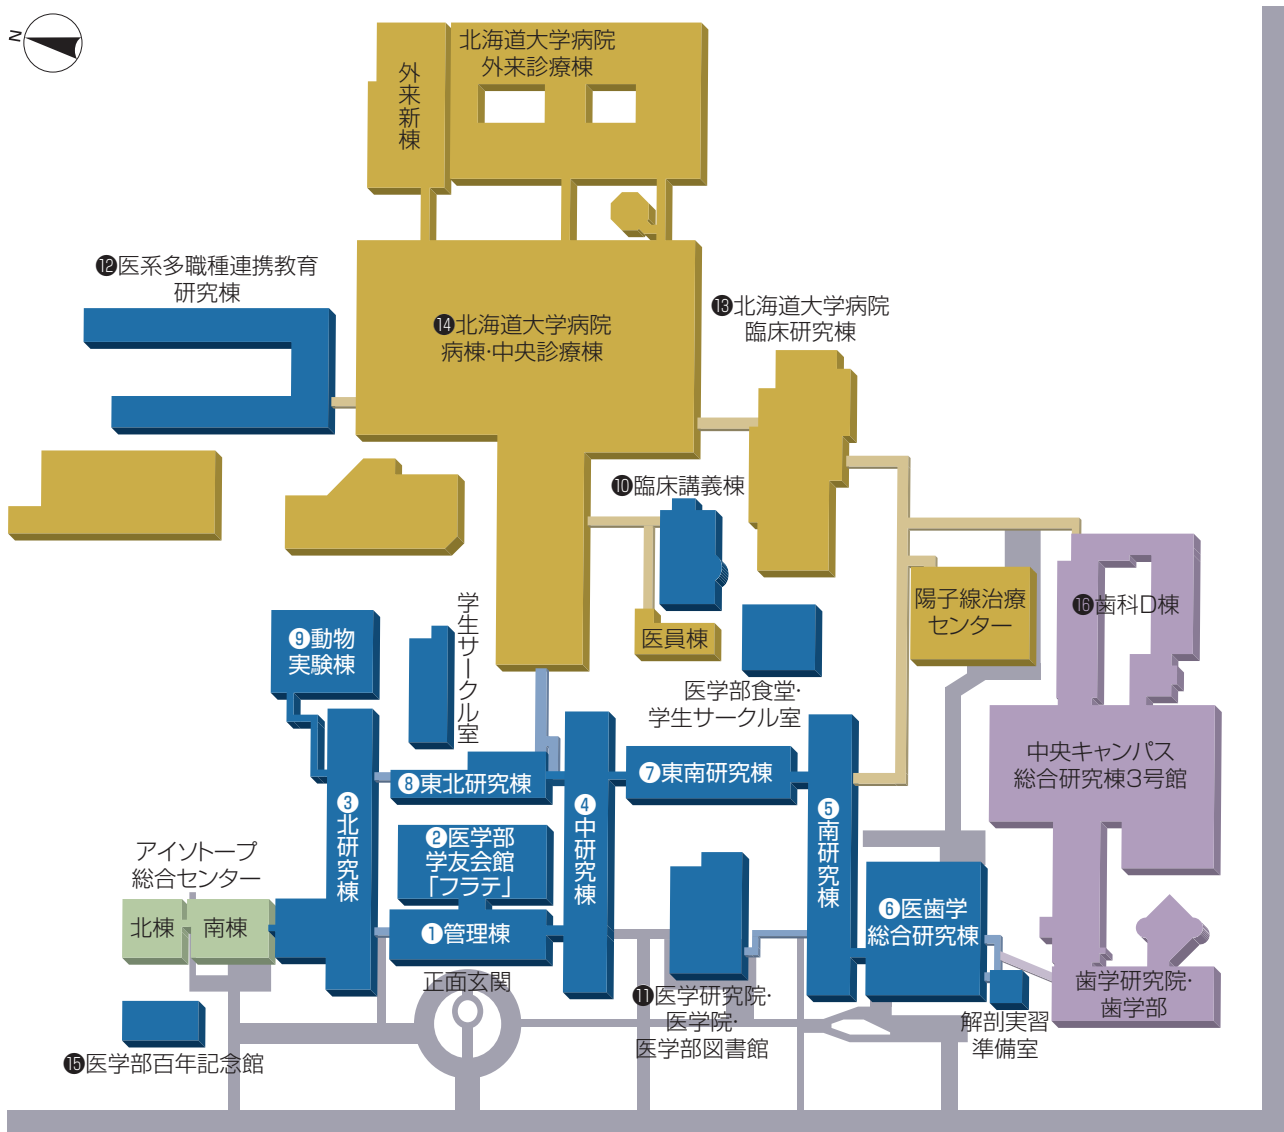 N
北海道大学病院
外来診療棟
外来新棟
⓬医系多職種連携教育
研究棟
⓮北海道大学病院
病棟・中央診療棟
⓭北海道大学病院
臨床研究棟
❿臨床講義棟
医員棟
陽子線治療
センター
⓰歯科D棟
❾動物
実験棟
学生サークル室
医学部食堂・
学生サークル室
中央キャンパス
総合研究棟3号館
❽東北研究棟
❼東南研究棟
❸北研究棟
❹中研究棟
❺南研究棟
❷医学部
学友会館
「フラテ」
アイソトープ
総合センター
北棟
南棟
❶管理棟
❻医歯学
総合研究棟
正面玄関
⓫医学研究院・
医学院・
医学部図書館
歯学研究院・
歯学部
解剖実習
準備室
⓯医学部百年記念館